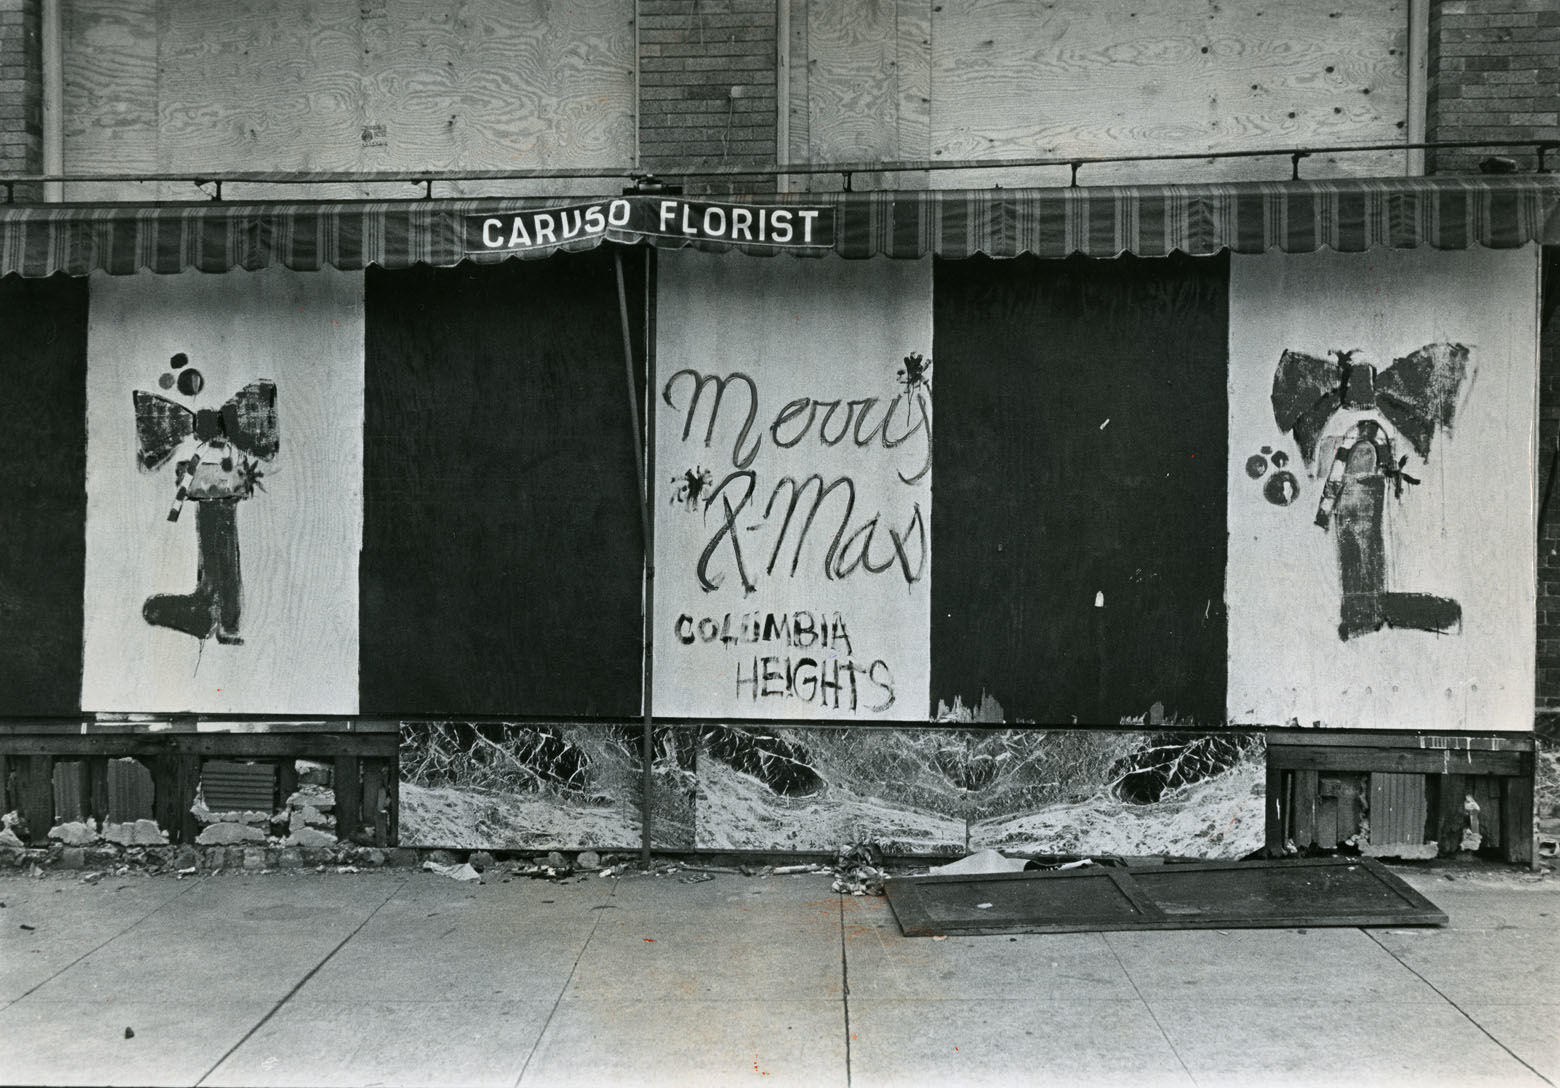 CARUSO FLORIST
Merry
X-Mas
COLUMBIA
HEIGHTS